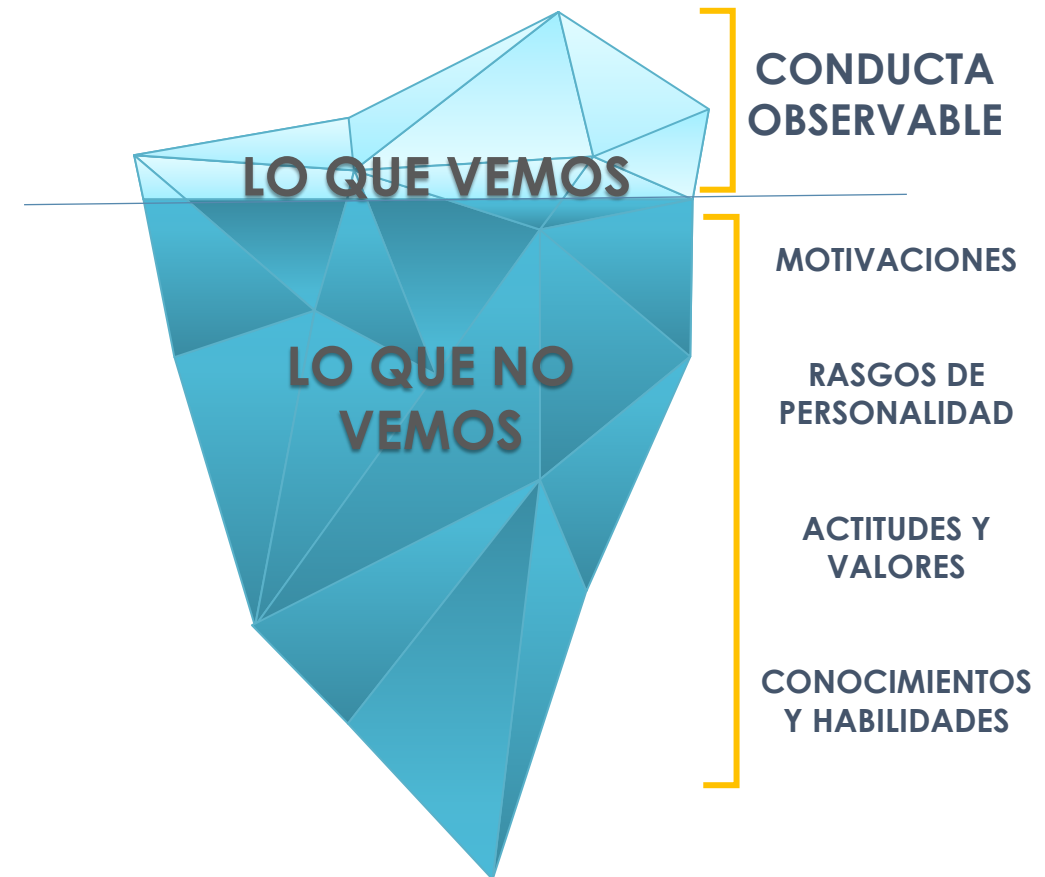 CONDUCTA
OBSERVABLE
LO QUE VEMOS
MOTIVACIONES
LO QUE NO
VEMOS
RASGOS DE
PERSONALIDAD
ACTITUDES Y
VALORES
CONOCIMIENTOS
Y HABILIDADES